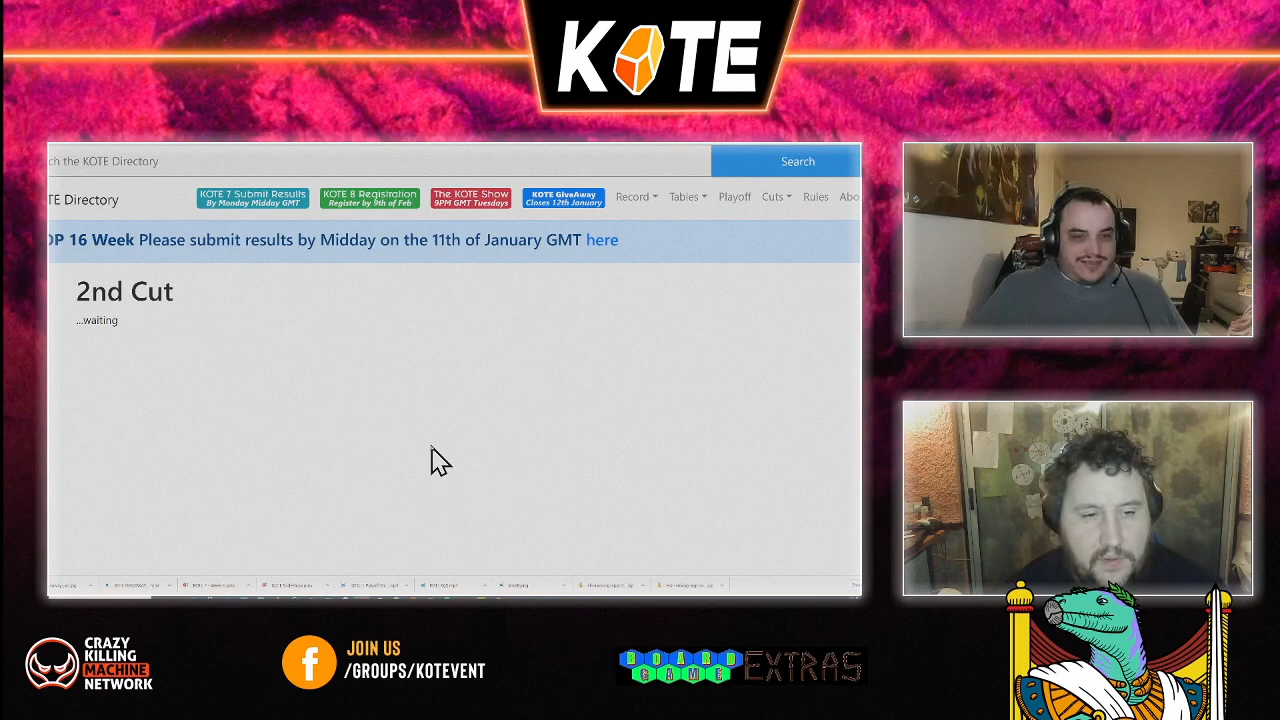 KOTE
ch the KOTE Directory
Search
TE Directory
KOTE 7 Submit Results
By Monday Midday GMT
KOTE 8 Registration
Register by 9th of Feb
The KOTE Show
9PM GMT Tuesdays
KOTE GiveAway
Closes 12th January
Record
Tables
Playoff
Cuts
Rules
Abo
OP 16 Week Please submit results by Midday on the 11th of January GMT here
2nd Cut
...waiting
CRAZY
KILLING
MACHINE
NETWORK
JOIN US
/GROUPS/KOTEVENT
BOARD
GAME
EXTRAS